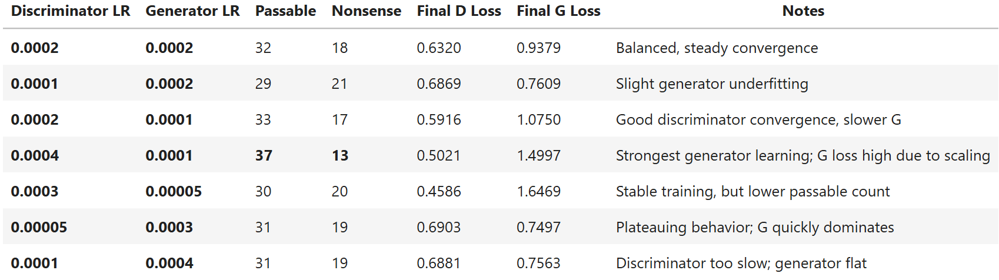 Discriminator LR Generator LR Passable Nonsense Final D Loss Final G Loss Notes
0.0002 0.0002 32 18 0.6320 0.9379 Balanced, steady convergence
0.0001 0.0002 29 21 0.6869 0.7609 Slight generator underfitting
0.0002 0.0001 33 17 0.5916 1.0750 Good discriminator convergence, slower G
0.0004 0.0001 37 13 0.5021 1.4997 Strongest generator learning; G loss high due to scaling
0.0003 0.00005 30 20 0.4586 1.6469 Stable training, but lower passable count
0.00005 0.0003 31 19 0.6903 0.7497 Plateauing behavior; G quickly dominates
0.0001 0.0004 31 19 0.6881 0.7563 Discriminator too slow; generator flat